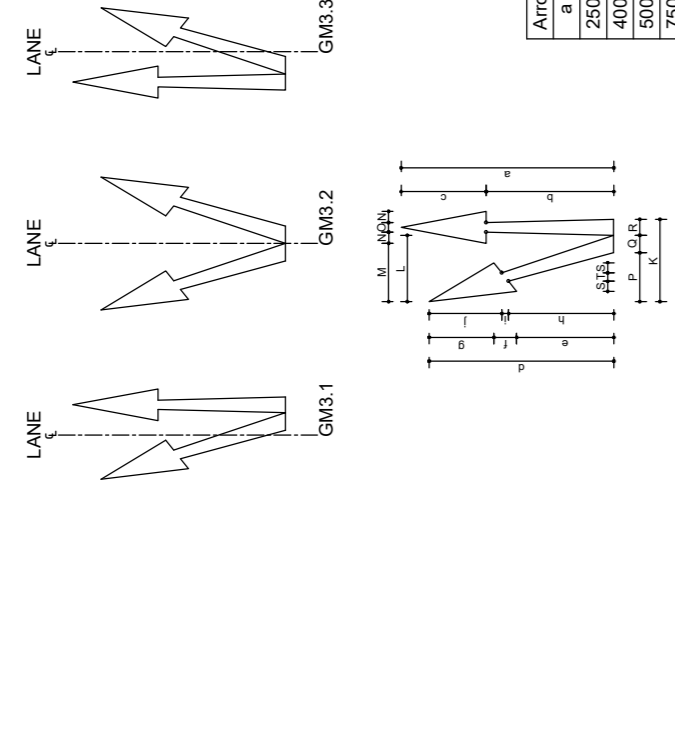 LANE
℄
GM3.1
LANE
℄
GM3.2
LANE
℄
GM3.3
M N O N
L
a
c
b
j
i
h
g
f
e
d
S T S
P Q R
K
Arro
a
250
400
500
750